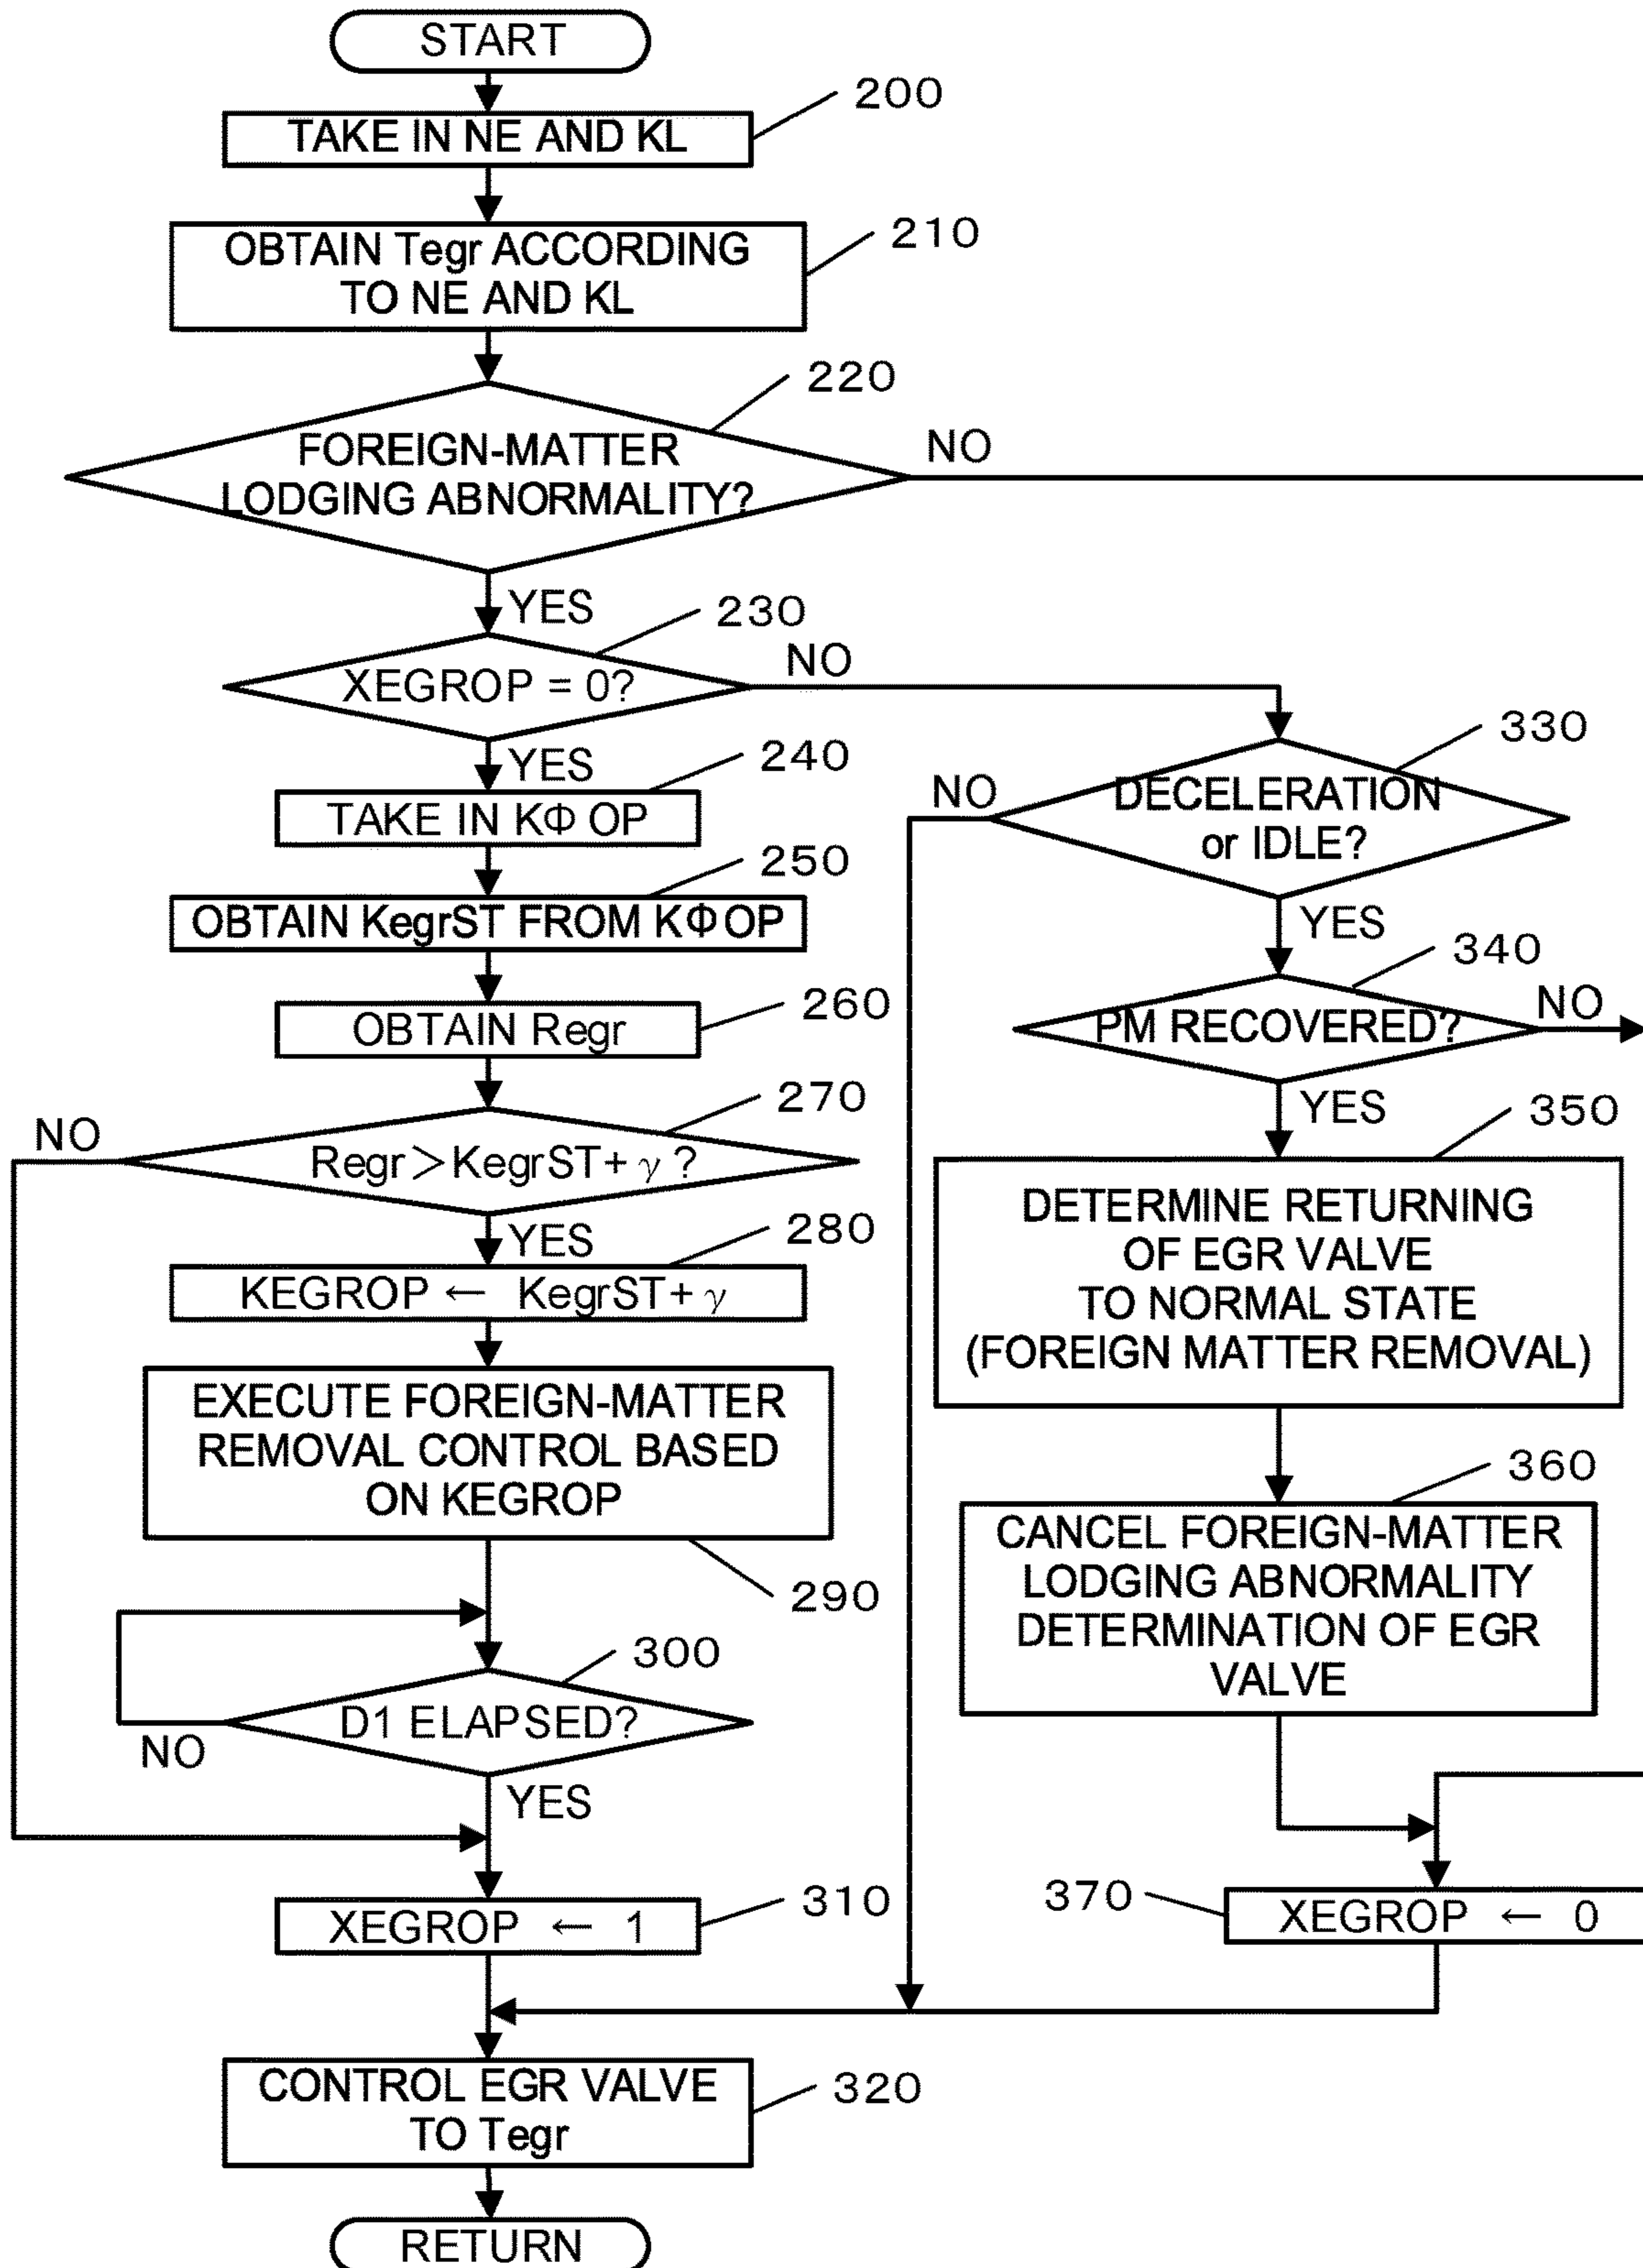 START
200
TAKE IN NE AND KL
210
OBTAIN Tegr ACCORDING
TO NE AND KL
220
FOREIGN-MATTER
LODGING ABNORMALITY?
NO
YES
230
XEGROP = 0?
NO
YES
240
TAKE IN KΦ OP
250
OBTAIN KegrST FROM KΦOP
260
OBTAIN Regr
270
NO
Regr>KegrST+γ?
YES
280
KEGROP ← KegrST+γ
EXECUTE FOREIGN-MATTER
REMOVAL CONTROL BASED
ON KEGROP
290
300
D1 ELAPSED?
NO
YES
310
XEGROP ← 1
330
NO
DECELERATION
or IDLE?
YES
340
PM RECOVERED?
NO
YES
350
DETERMINE RETURNING
OF EGR VALVE
TO NORMAL STATE
(FOREIGN MATTER REMOVAL)
360
CANCEL FOREIGN-MATTER
LODGING ABNORMALITY
DETERMINATION OF EGR
VALVE
370
XEGROP ← 0
CONTROL EGR VALVE
TO Tegr
320
RETURN